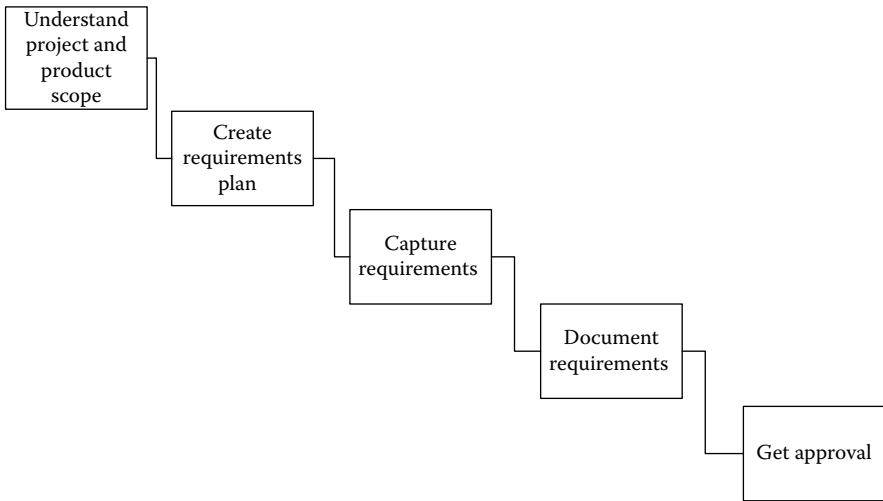 Understand
project and
product
scope
Create
requirements
plan
Capture
requirements
Document
requirements
Get approval